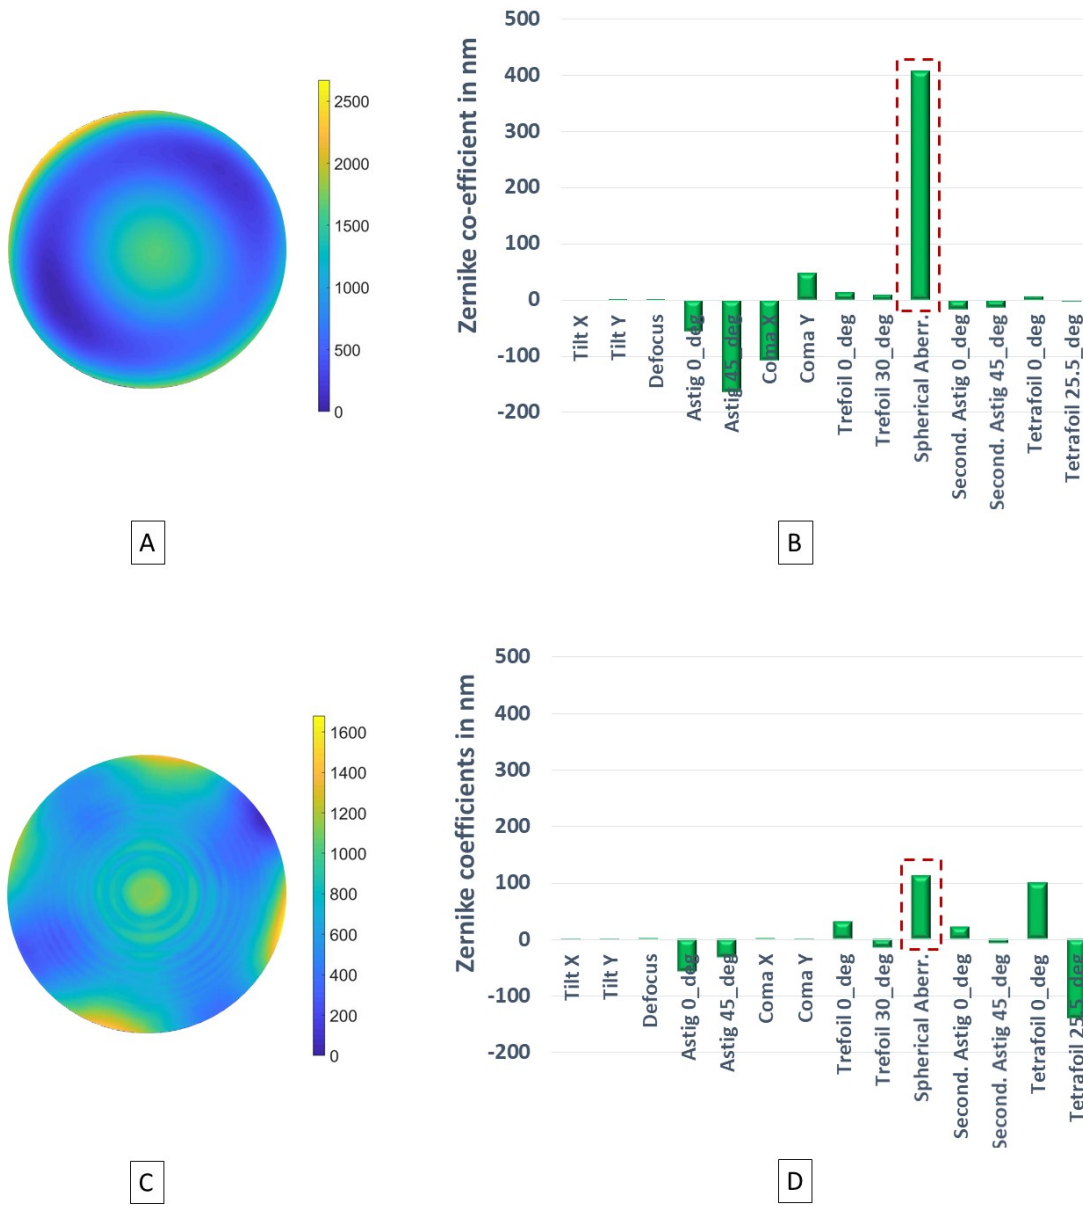 2500
2000
1500
1000
500
0
A
Zernike co-efficient in nm
500
400
300
200
100
0
-100
-200
Tilt X
Tilt Y
Defocus
Astig 0_deg
Astig 45_deg
Coma X
Coma Y
Trefoil 0_deg
Trefoil 30_deg
Spherical Aberr.
Second. Astig 0_deg
Second. Astig 45_deg
Tetrafoil 0_deg
Tetrafoil 25.5_deg
B
1600
1400
1200
1000
800
600
400
200
0
C
Zernike coefficients in nm
500
400
300
200
100
0
-100
-200
Tilt X
Tilt Y
Defocus
Astig 0_deg
Astig 45_deg
Coma X
Coma Y
Trefoil 0_deg
Trefoil 30_deg
Spherical Aberr.
Second. Astig 0_deg
Second. Astig 45_deg
Tetrafoil 0_deg
Tetrafoil 25.5_deg
D